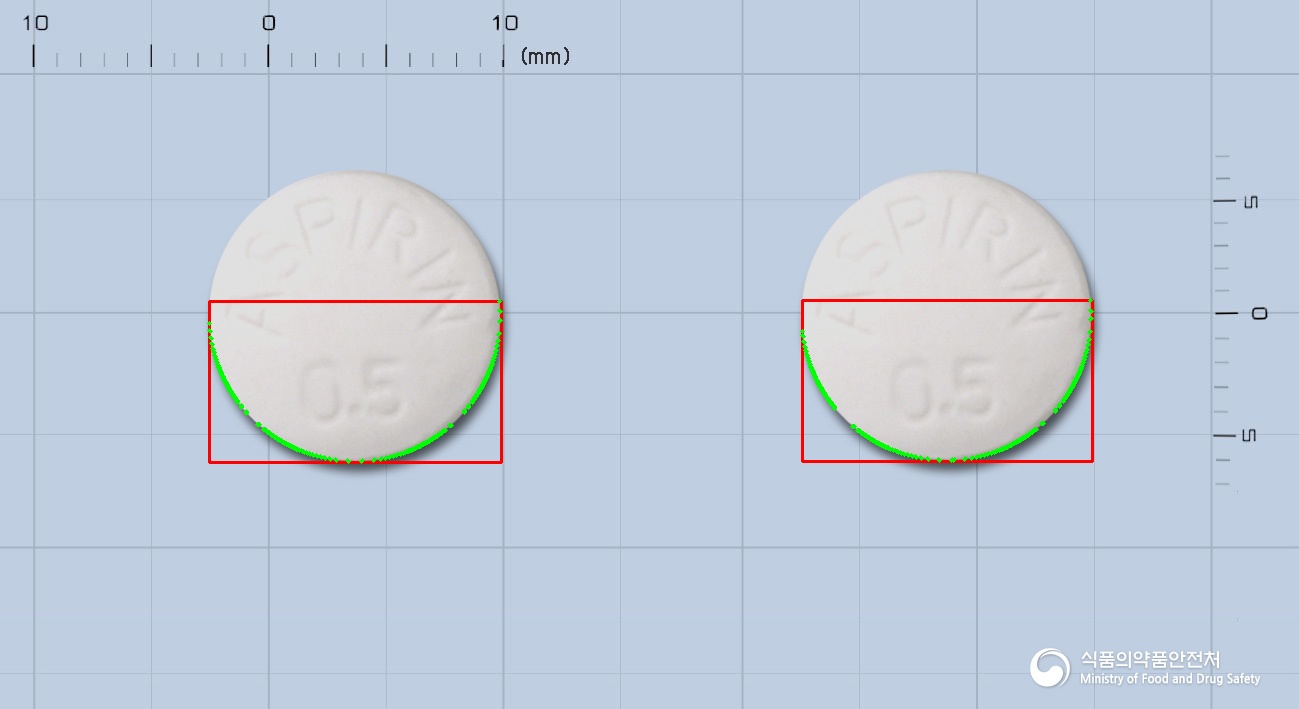 10 0 10
(mm)
ASPIRIN
0.5
ASPIRIN
0.5
5
0
5
식품의약품안전처
Ministry of Food and Drug Safety